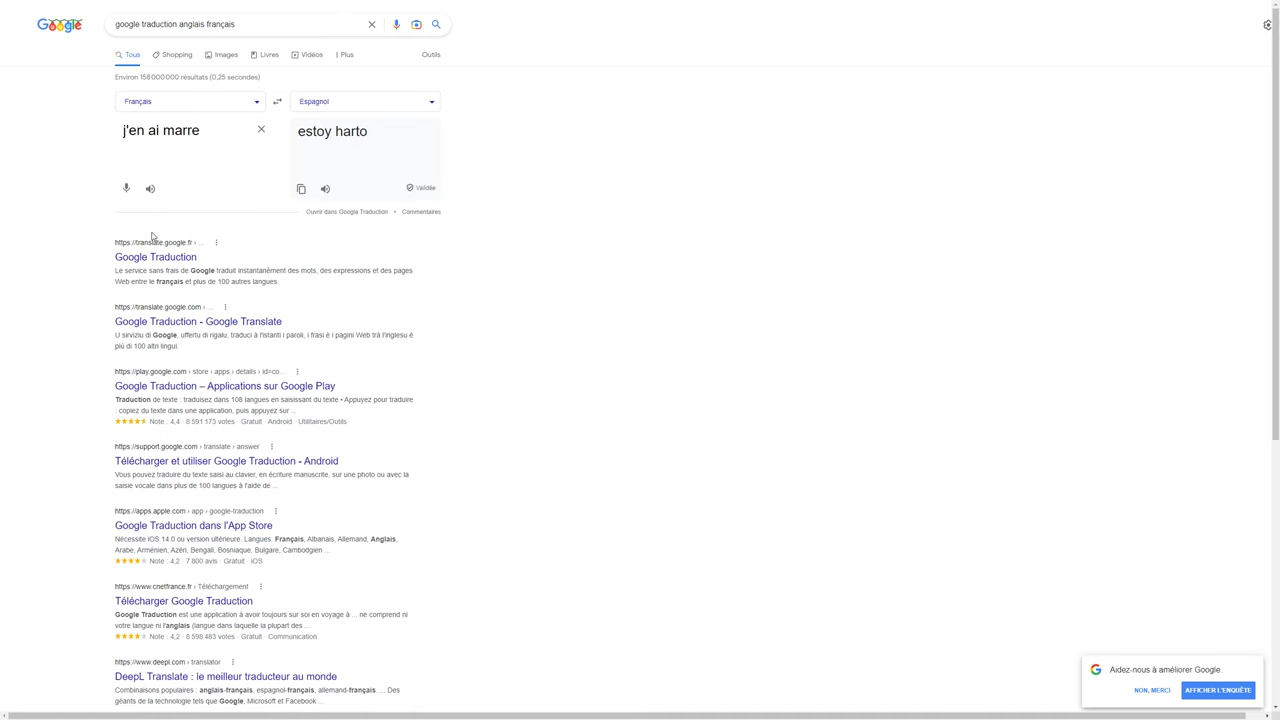 Google
google traduction anglais français
Tous Shopping Images Livres Vidéos Plus Outils
Environ 158 000 000 résultats (0,25 secondes)
Français Espagnol
j'en ai marre
estoy harto
Validée
Ouvrir dans Google Traduction • Commentaires
https://translate.google.fr › ...
Google Traduction
Le service sans frais de Google traduit instantanément des mots, des expressions et des pages
Web entre le français et plus de 100 autres langues.
https://translate.google.com › ...
Google Traduction - Google Translate
U sirviziu di Google, uffertu di rigalu, traduci à l'istanti i paroli, i frasi è i pagini Web trà l'inglesu è
più di 100 altri lingui.
https://play.google.com › store › apps › details › id=co...
Google Traduction – Applications sur Google Play
Traduction de texte : traduisez dans 108 langues en saisissant du texte • Appuyez pour traduire
: copiez du texte dans une application, puis appuyez sur ...
Note : 4,4 · 8 591 173 votes · Gratuit · Android · Utilitaires/Outils
https://support.google.com › translate › answer
Télécharger et utiliser Google Traduction - Android
Vous pouvez traduire du texte saisi au clavier, en écriture manuscrite, sur une photo ou avec la
saisie vocale dans plus de 100 langues à l'aide de ...
https://apps.apple.com › app › google-traduction
Google Traduction dans l'App Store
Nécessite iOS 14.0 ou version ultérieure. Langues. Français, Albanais, Allemand, Anglais,
Arabe, Arménien, Azéri, Bengali, Bosniaque, Bulgare, Cambodgien ...
Note : 4,2 · 7 800 avis · Gratuit · iOS
https://www.cnetfrance.fr › Téléchargement
Télécharger Google Traduction
Google Traduction est une application à avoir toujours sur soi en voyage à ... ne comprend ni
votre langue ni l'anglais (langue dans laquelle la plupart des ...
Note : 4,2 · 8 598 483 votes · Gratuit · Communication
https://www.deepl.com › translator
DeepL Translate : le meilleur traducteur au monde
Combinaisons populaires : anglais-français, espagnol-français, allemand-français. ... Des
géants de la technologie tels que Google, Microsoft et Facebook ...
Aidez-nous à améliorer Google.
NON, MERCI AFFICHER L'ENQUÊTE